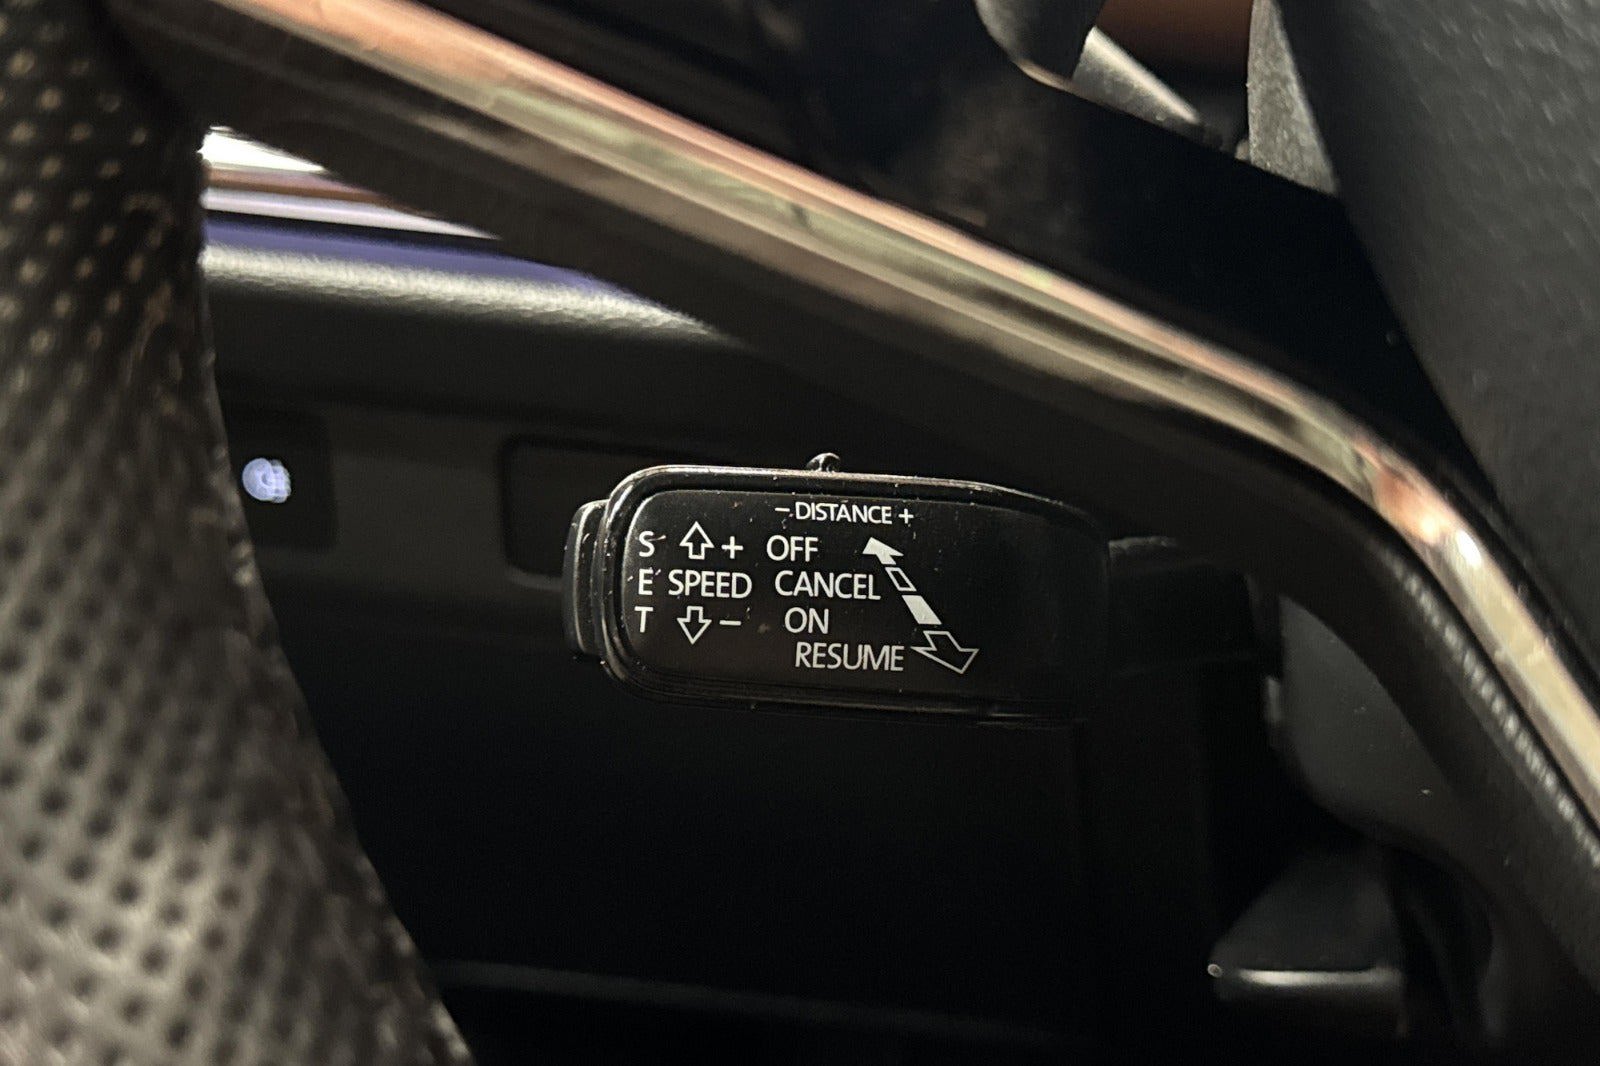 − DISTANCE +
S + OFF
E SPEED CANCEL
T − ON
RESUME